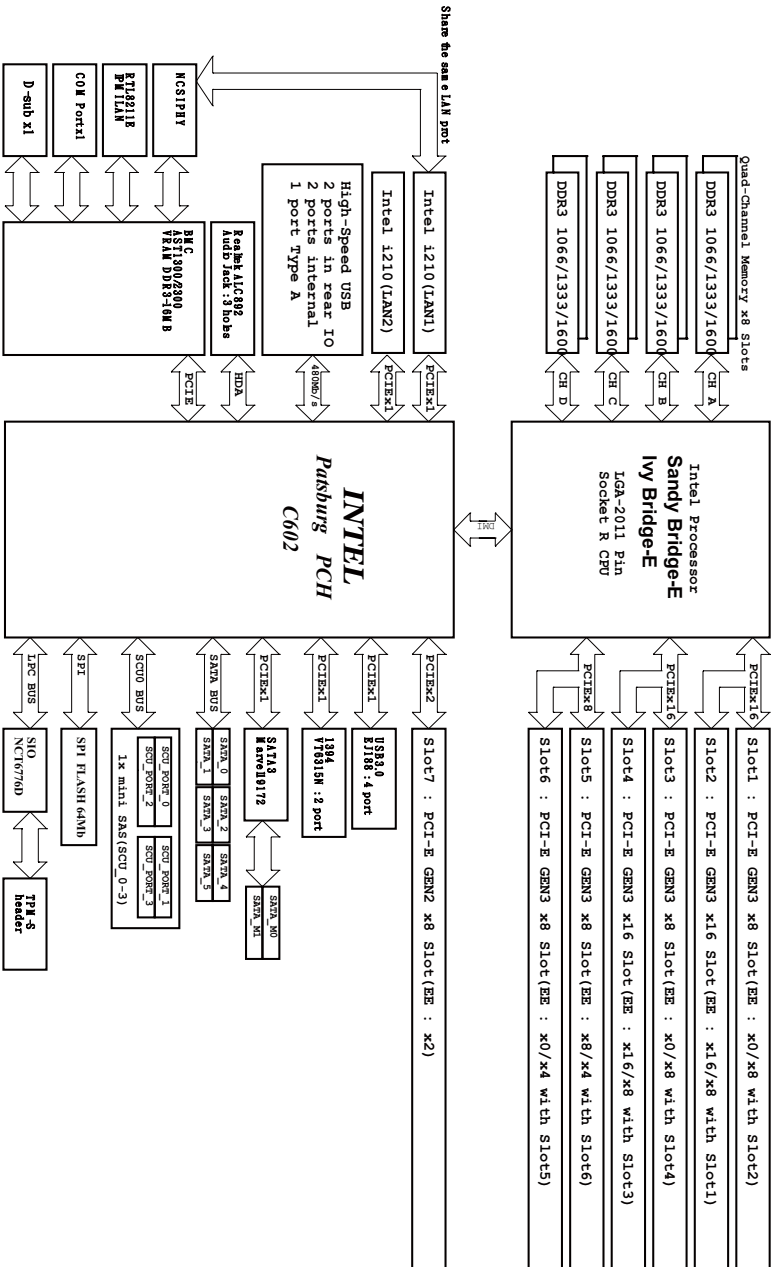 Quad-Channel Memory x8 Slots
DDR3 1066/1333/1600
DDR3 1066/1333/1600
DDR3 1066/1333/1600
DDR3 1066/1333/1600
CH A
CH B
CH C
CH D
Intel Processor
Sandy Bridge-E
Ivy Bridge-E
LGA-2011 Pin
Socket R CPU
PCIEx16
PCIEx16
PCIEx8
Slot1 : PCI-E GEN3 x8 Slot(EE : x0/x8 with Slot2)
Slot2 : PCI-E GEN3 x16 Slot(EE : x16/x8 with Slot1)
Slot3 : PCI-E GEN3 x8 Slot(EE : x0/x8 with Slot4)
Slot4 : PCI-E GEN3 x16 Slot(EE : x16/x8 with Slot3)
Slot5 : PCI-E GEN3 x8 Slot(EE : x8/x4 with Slot6)
Slot6 : PCI-E GEN3 x8 Slot(EE : x0/x4 with Slot5)
DMI
Share the same LAN prot
Intel i210(LAN1)
PCIEx1
Intel i210(LAN2)
PCIEx1
High-Speed USB
2 ports in rear IO
2 ports internal
1 port Type A
480Mb/s
Realtek ALC892
Audio Jack : 3 holes
HDA
NCSI PHY
RTL8211E
IPMI LAN
COM Port x1
D-sub x1
BMC
AST1300/2300
VRAM DDR3-16MB
PCIE
INTEL
Patsburg PCH
C602
PCIEx2
Slot7 : PCI-E GEN2 x8 Slot(EE : x2)
PCIEx1
USB3.0
EJ188 : 4 port
PCIEx1
1394
VT6315N : 2 port
PCIEx1
SATA3
Marvell9172
SATA_M0
SATA_M1
SATA BUS
SATA_0
SATA_2
SATA_4
SATA_1
SATA_3
SATA_5
SCU0 BUS
SCU_PORT_0
SCU_PORT_1
SCU_PORT_2
SCU_PORT_3
1x mini SAS(SCU_0-3)
SPI
SPI FLASH 64Mb
LPC BUS
SIO
NCT6776D
TPM-S
header